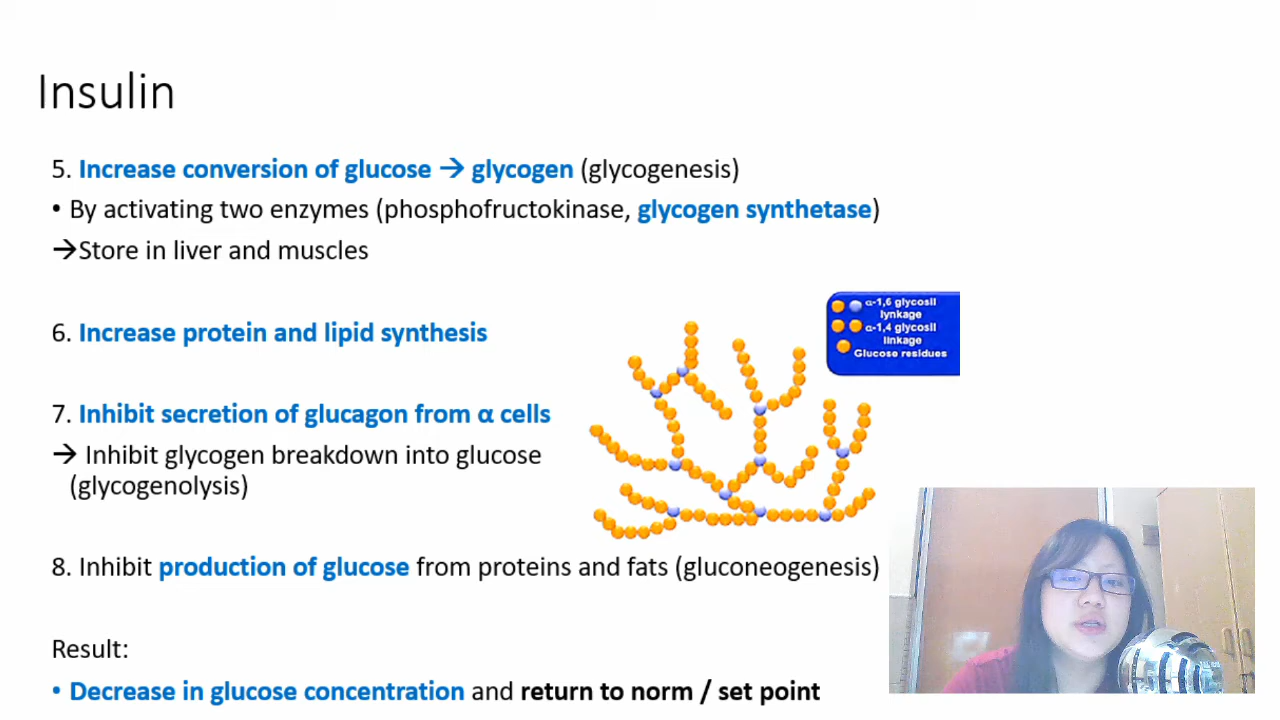 Insulin
5. Increase conversion of glucose → glycogen (glycogenesis)
• By activating two enzymes (phosphofructokinase, glycogen synthetase)
→Store in liver and muscles
6. Increase protein and lipid synthesis
7. Inhibit secretion of glucagon from α cells
→ Inhibit glycogen breakdown into glucose
(glycogenolysis)
α-1,6 glycosil
lynkage
α-1,4 glycosil
linkage
Glucose residues
8. Inhibit production of glucose from proteins and fats (gluconeogenesis)
Result:
• Decrease in glucose concentration and return to norm / set point